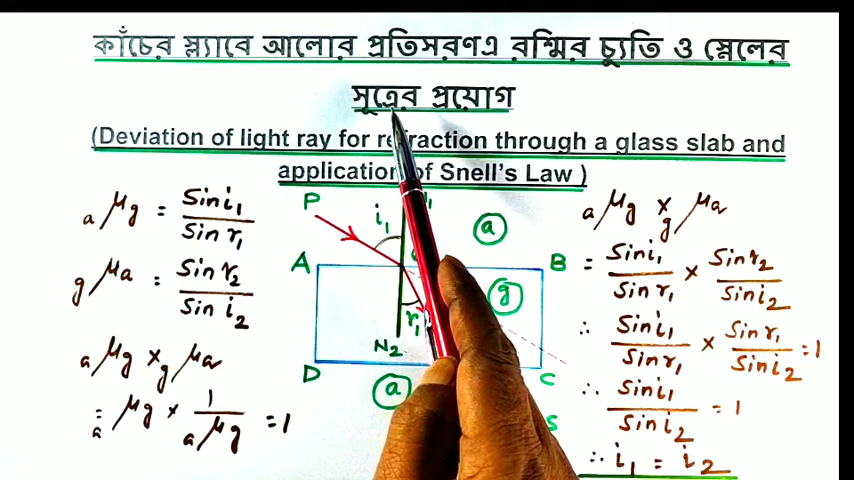 কাঁচের স্ল্যাবে আলোর প্রতিসরণএ রশ্মির চ্যুতি ও স্নেলের
সূত্রের প্রয়োগ
(Deviation of light ray for refraction through a glass slab and
application of Snell's Law )
aμg = Sin i₁ / Sin r₁
gμa = Sin r₂ / Sin i₂
aμg × gμa
= aμg × 1 / aμg = 1
P
i₁
a
A
B
g
r₁
N₂
D
a
C
S
aμg × gμa
= Sin i₁ / Sin r₁ × Sin r₂ / Sin i₂
∴ Sin i₁ / Sin r₁ × Sin r₁ / Sin i₂ = 1
∴ Sin i₁ / Sin i₂ = 1
∴ i₁ = i₂